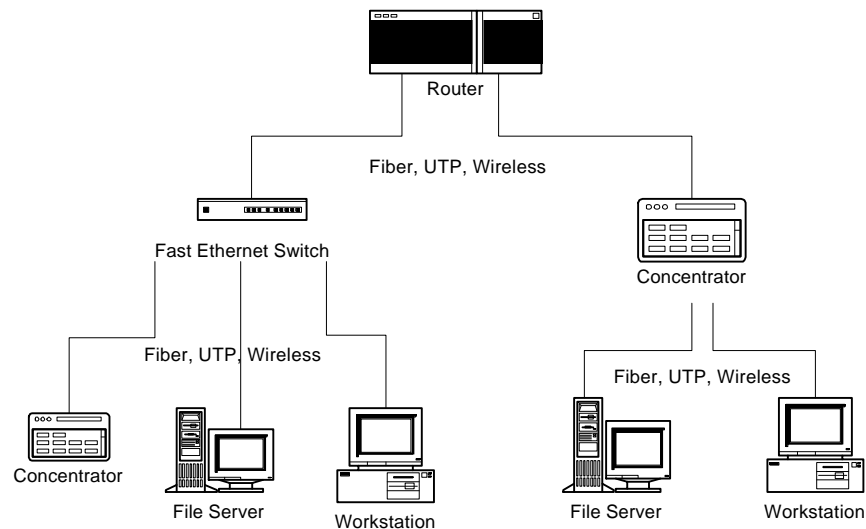 Router
Fiber, UTP, Wireless
Fast Ethernet Switch
Concentrator
Fiber, UTP, Wireless
Fiber, UTP, Wireless
Concentrator
File Server
Workstation
File Server
Workstation